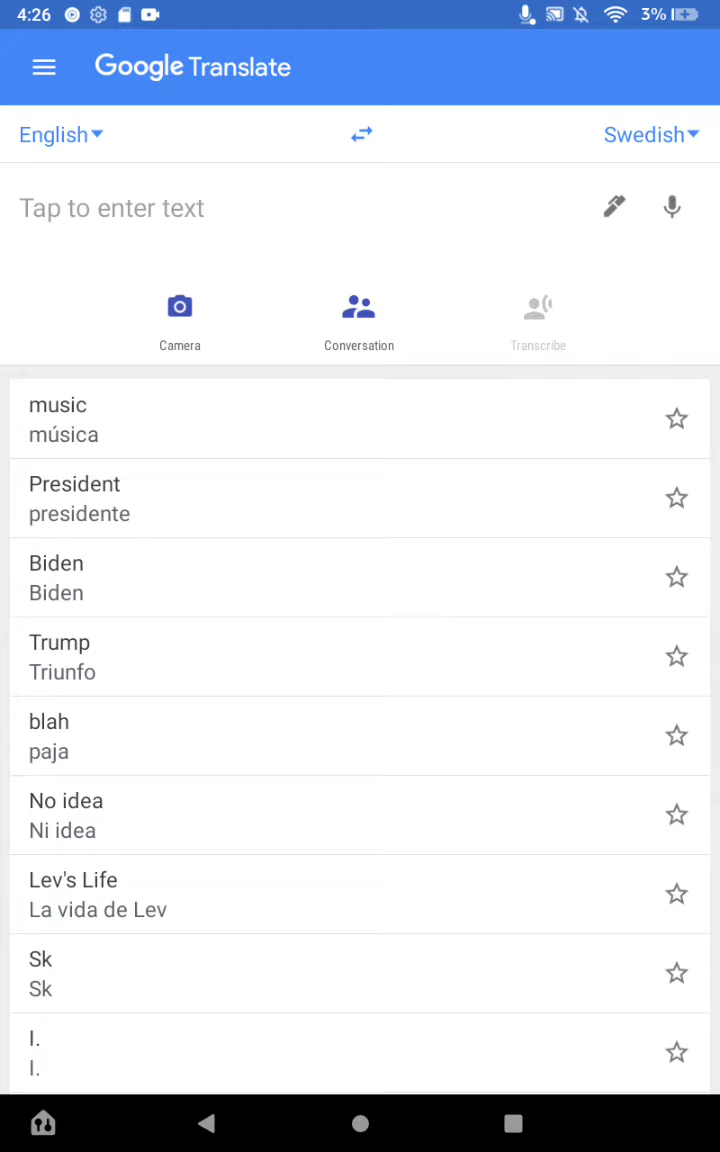 4:26
3%
Google Translate
English
Swedish
Tap to enter text
Camera
Conversation
Transcribe
music
música
President
presidente
Biden
Biden
Trump
Triunfo
blah
paja
No idea
Ni idea
Lev's Life
La vida de Lev
Sk
Sk
I.
I.